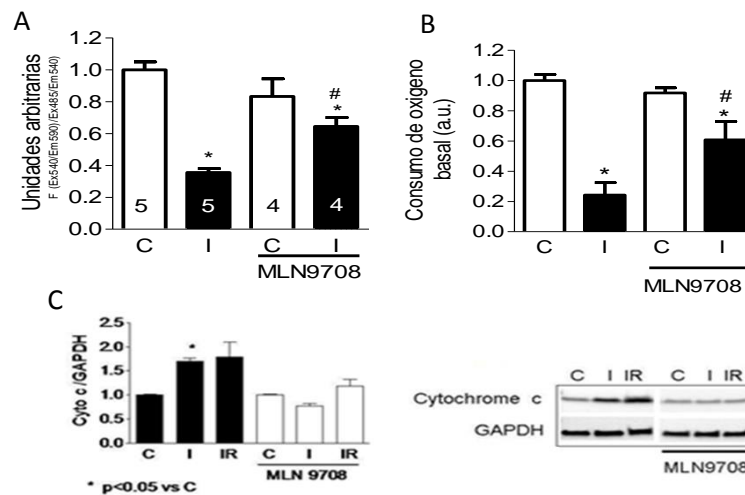 A
Unidades arbitrarias
F (Ex540/Em590)/Ex485/Em540)
1.2
1.0
0.8
0.6
0.4
0.2
0.0
*
#
*
5
5
4
4
C I C I
MLN9708
B
Consumo de oxigeno
basal (a.u.)
1.2
1.0
0.8
0.6
0.4
0.2
0.0
*
#
*
C I C I
MLN9708
C
Cyto c/GAPDH
2.5
2.0
1.5
1.0
0.5
0.0
*
C I IR C I IR
MLN 9708
* p<0.05 vs C
C I IR C I IR
Cytochrome c
GAPDH
MLN9708